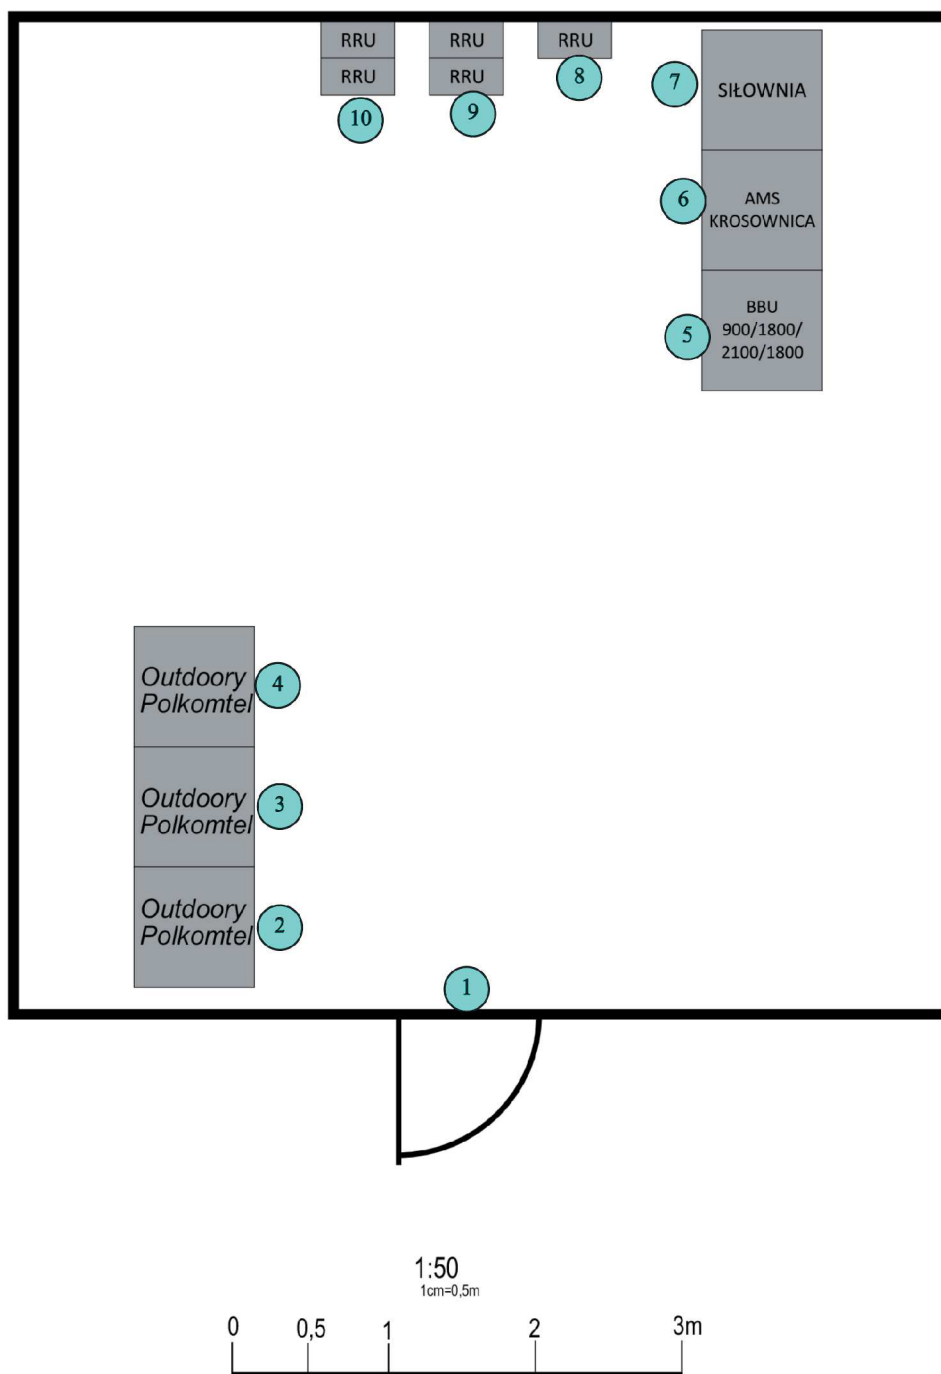 RRU
RRU
RRU
RRU
RRU
10
9
8
7
SIŁOWNIA
6
AMS
KROSOWNICA
5
BBU
900/1800/
2100/1800
Outdoory
Polkomtel
4
Outdoory
Polkomtel
3
Outdoory
Polkomtel
2
1
1:50
1cm=0,5m
0 0,5 1 2 3m